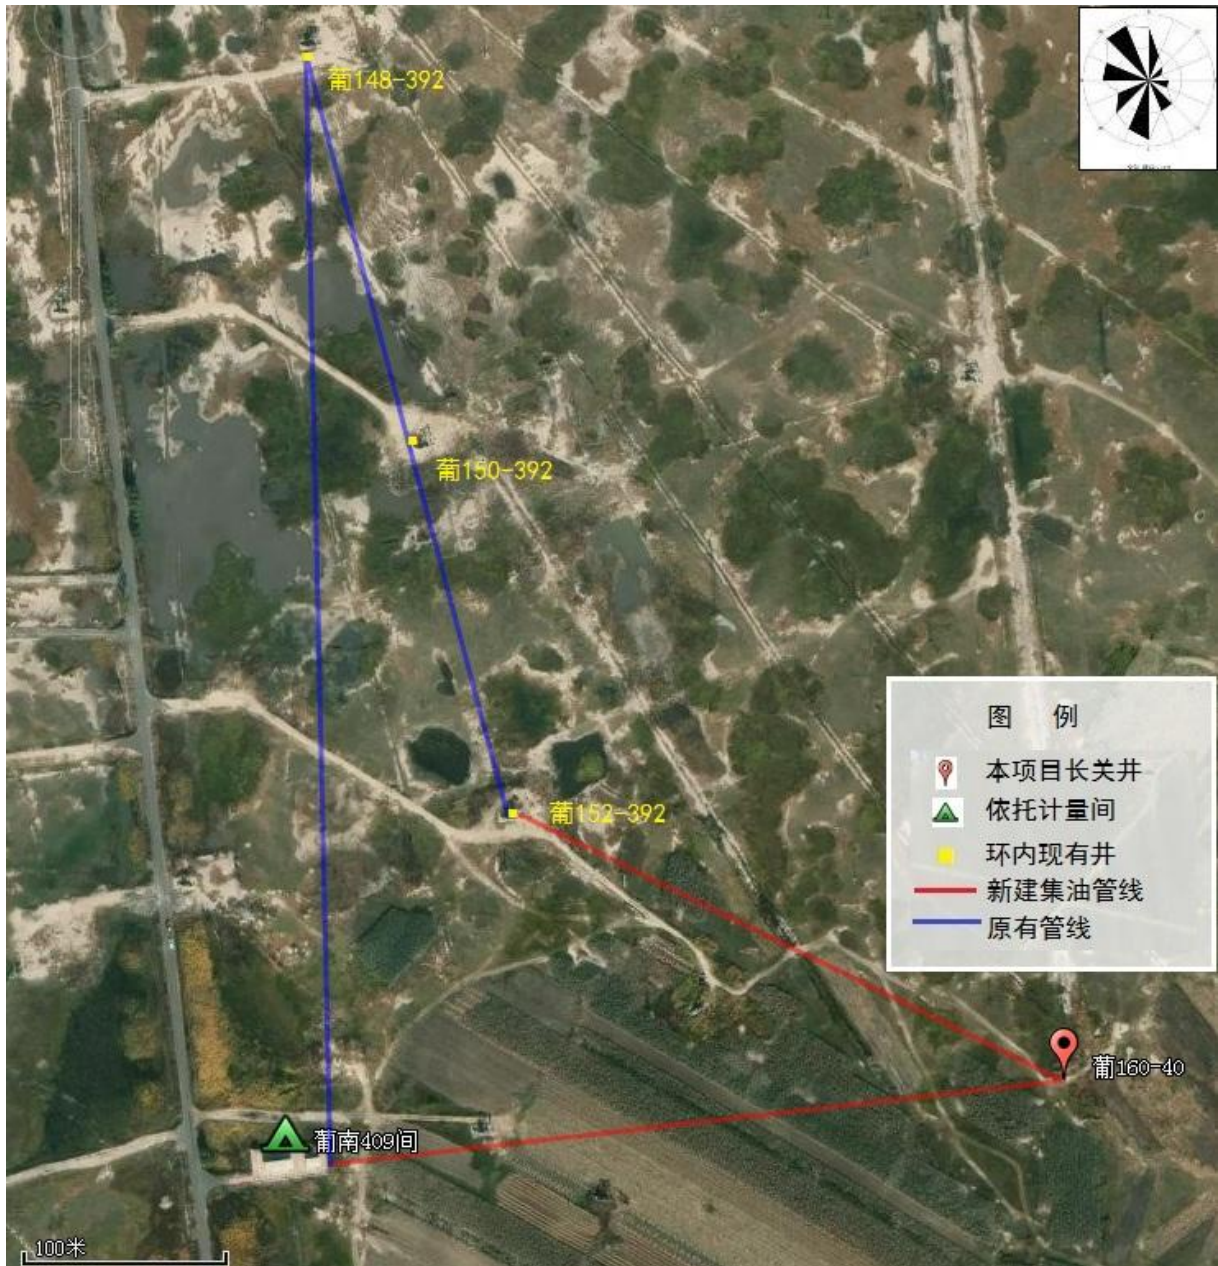 葡148-392
葡150-392
葡152-392
图 例
本项目长关井
依托计量间
环内现有井
新建集油管线
原有管线
葡160-40
葡南409间
100米